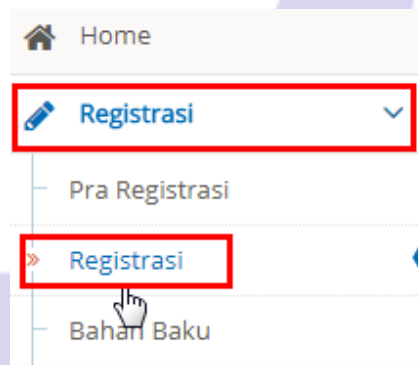 Home
Registrasi
Pra Registrasi
Registrasi
Bahan Baku